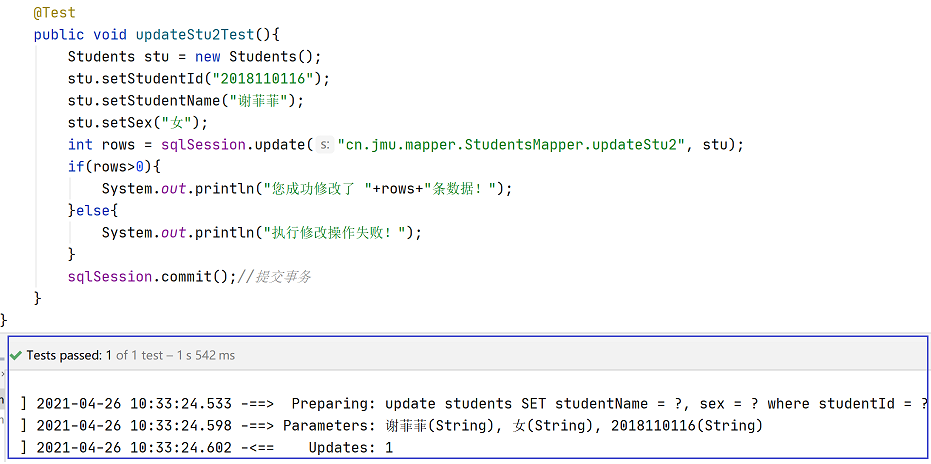 @Test
public void updateStu2Test(){
Students stu = new Students();
stu.setStudentId("2018110116");
stu.setStudentName("谢菲菲");
stu.setSex("女");
int rows = sqlSession.update( s: "cn.jmu.mapper.StudentsMapper.updateStu2", stu);
if(rows>0){
System.out.println("您成功修改了 "+rows+"条数据！");
}else{
System.out.println("执行修改操作失败！");
}
sqlSession.commit();//提交事务
}
}
Tests passed: 1 of 1 test – 1 s 542 ms
] 2021-04-26 10:33:24.533 -==>  Preparing: update students SET studentName = ?, sex = ? where studentId = ?
] 2021-04-26 10:33:24.598 -==> Parameters: 谢菲菲(String), 女(String), 2018110116(String)
] 2021-04-26 10:33:24.602 -<==    Updates: 1